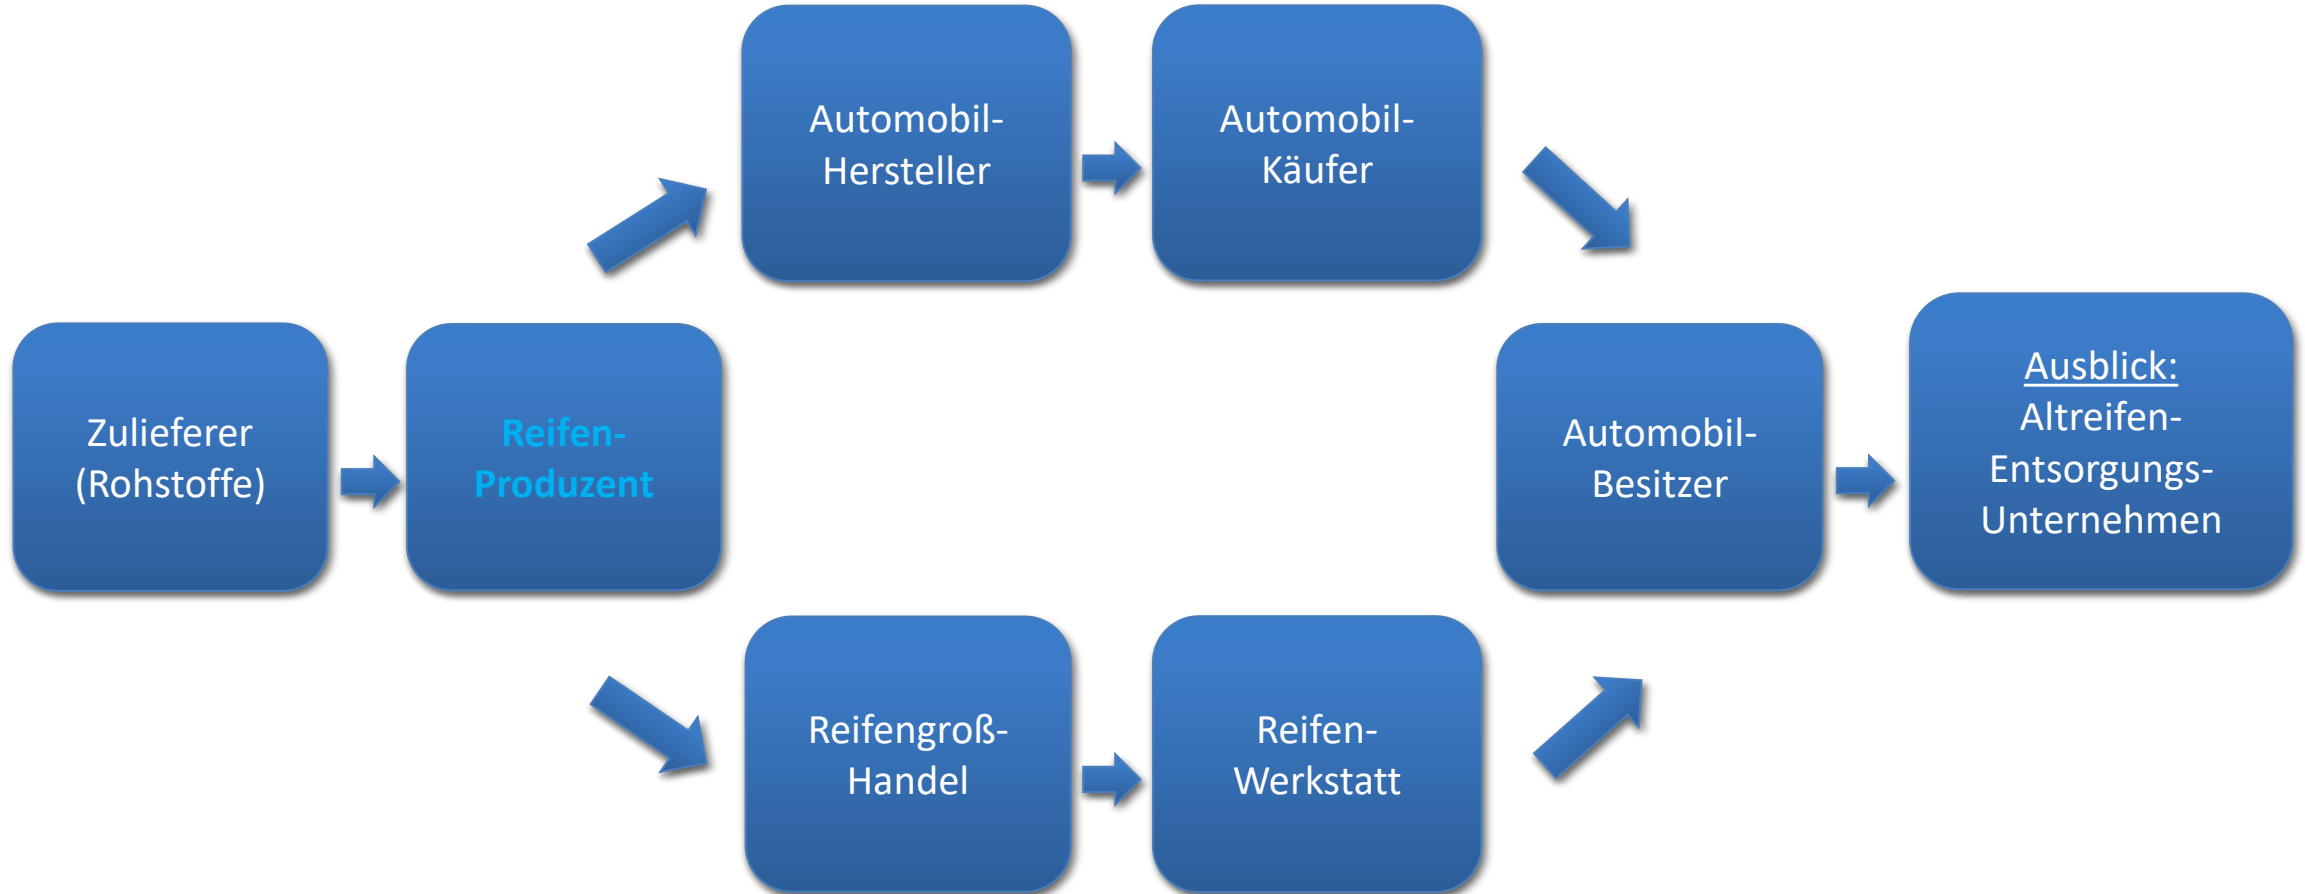 Zulieferer
(Rohstoffe)
Reifen-
Produzent
Automobil-
Hersteller
Automobil-
Käufer
Reifengroß-
Handel
Reifen-
Werkstatt
Automobil-
Besitzer
Ausblick:
Altreifen-
Entsorgungs-
Unternehmen